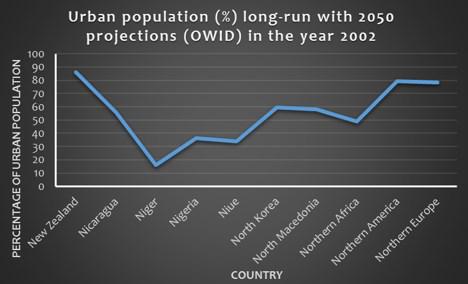 Urban population (%) long-run with 2050
projections (OWID) in the year 2002
PERCENTAGE OF URBAN POPULATION
100
90
80
70
60
50
40
30
20
10
0
New Zealand
Nicaragua
Niger
Nigeria
Niue
North Korea
North Macedonia
Northern Africa
Northern America
Northern Europe
COUNTRY